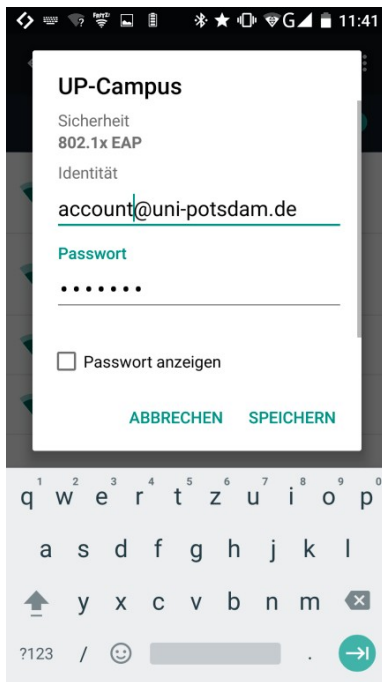 G 11:41
UP-Campus
Sicherheit
802.1x EAP
Identität
account@uni-potsdam.de
Passwort
•••••••
Passwort anzeigen
ABBRECHEN SPEICHERN
1 2 3 4 5 6 7 8 9 0
q w e r t z u i o p
a s d f g h j k l
y x c v b n m
?123 / .